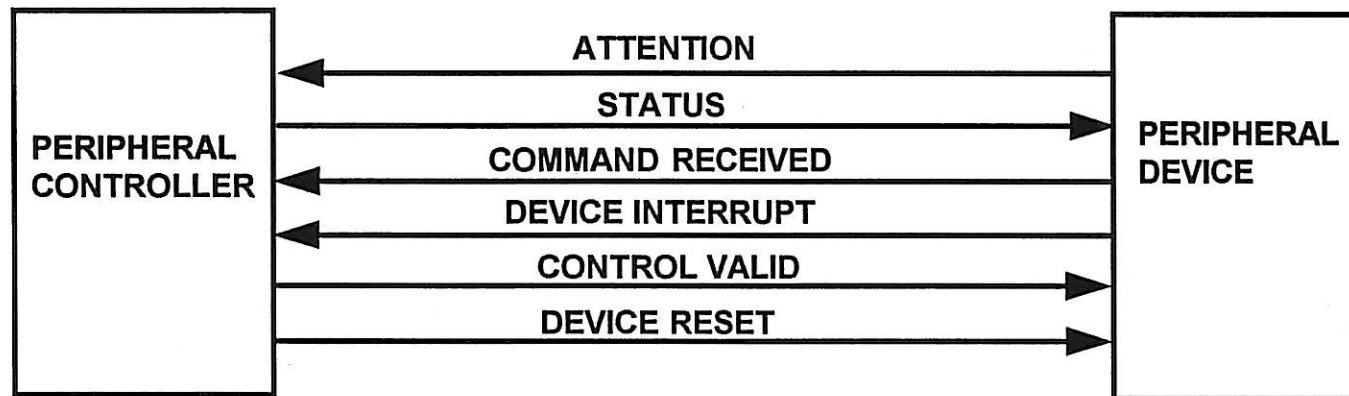 ATTENTION
STATUS
PERIPHERAL
CONTROLLER
COMMAND RECEIVED
PERIPHERAL
DEVICE
DEVICE INTERRUPT
CONTROL VALID
DEVICE RESET